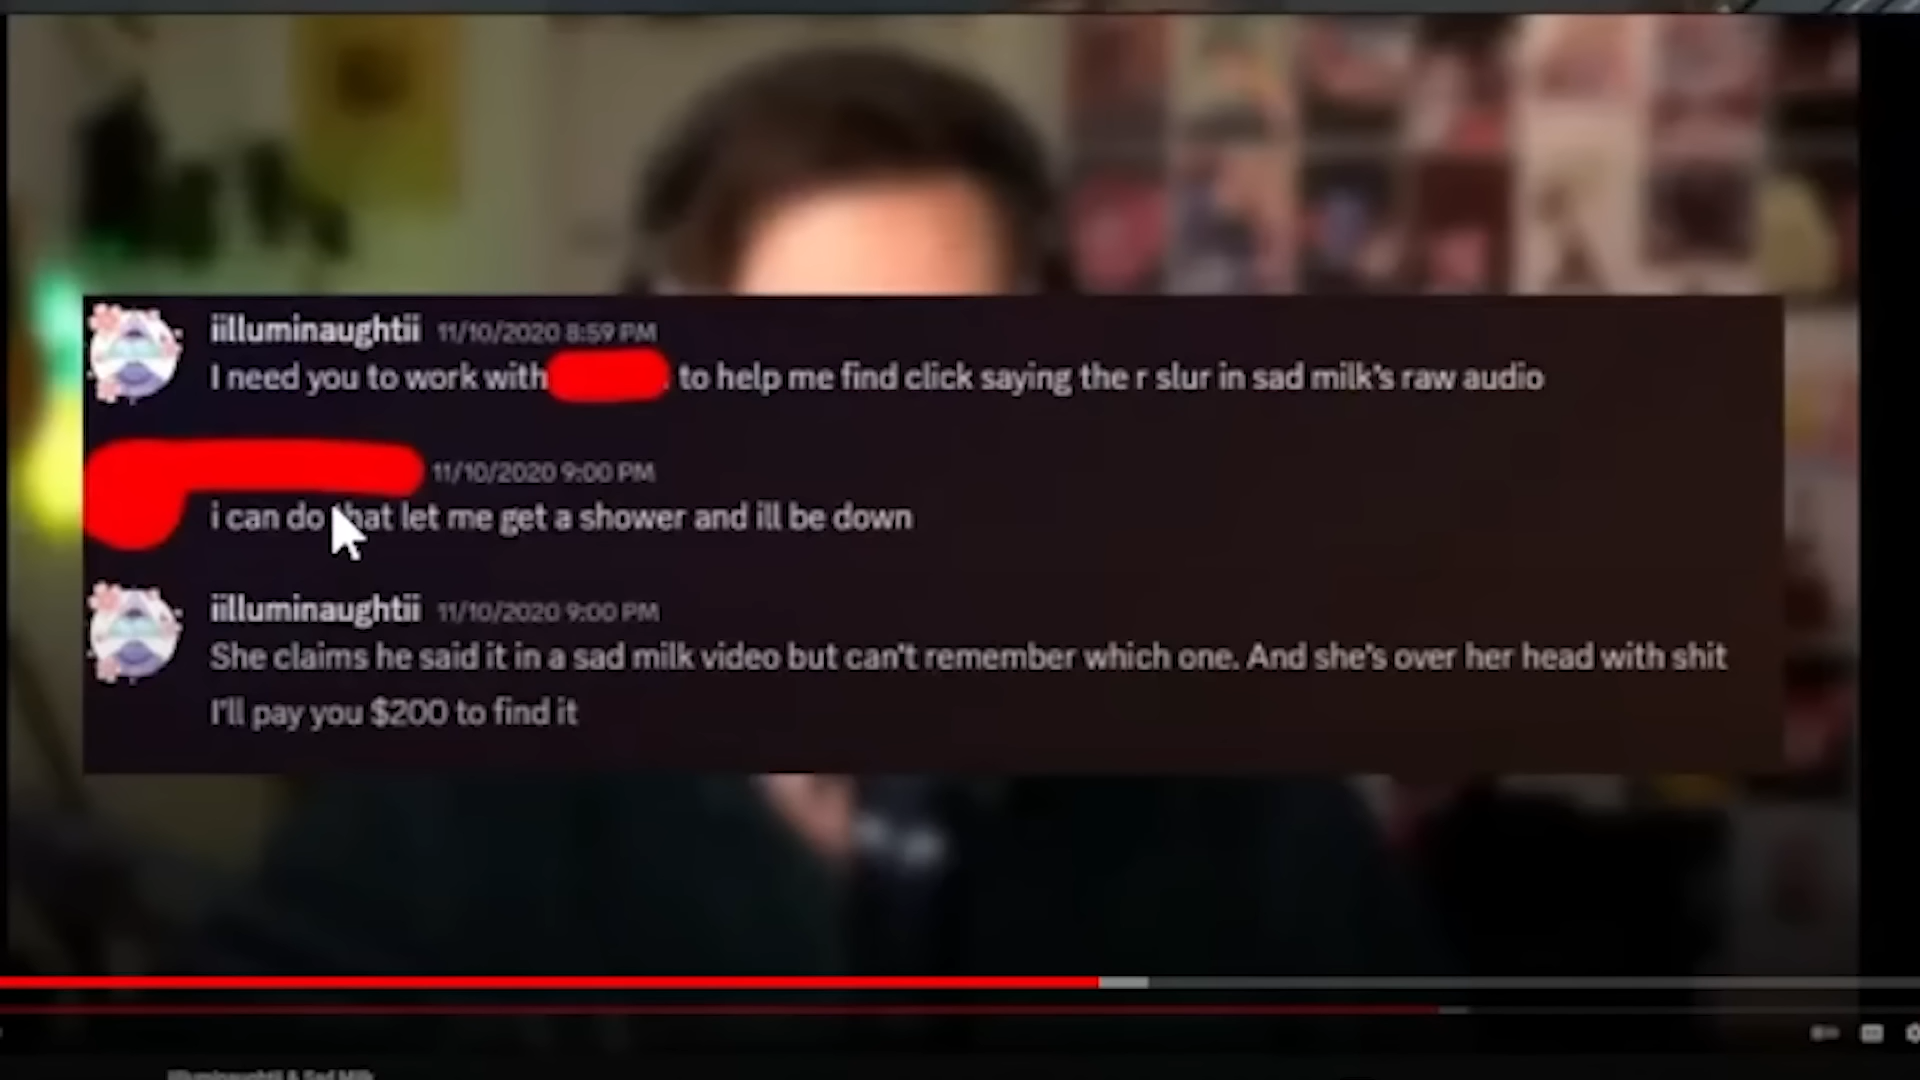 iilluminaughtii 11/10/2020 8:59 PM
I need you to work with to help me find click saying the r slur in sad milk's raw audio
11/10/2020 9:00 PM
i can do that let me get a shower and ill be down
iilluminaughtii 11/10/2020 9:00 PM
She claims he said it in a sad milk video but can't remember which one. And she's over her head with shit
I'll pay you $200 to find it